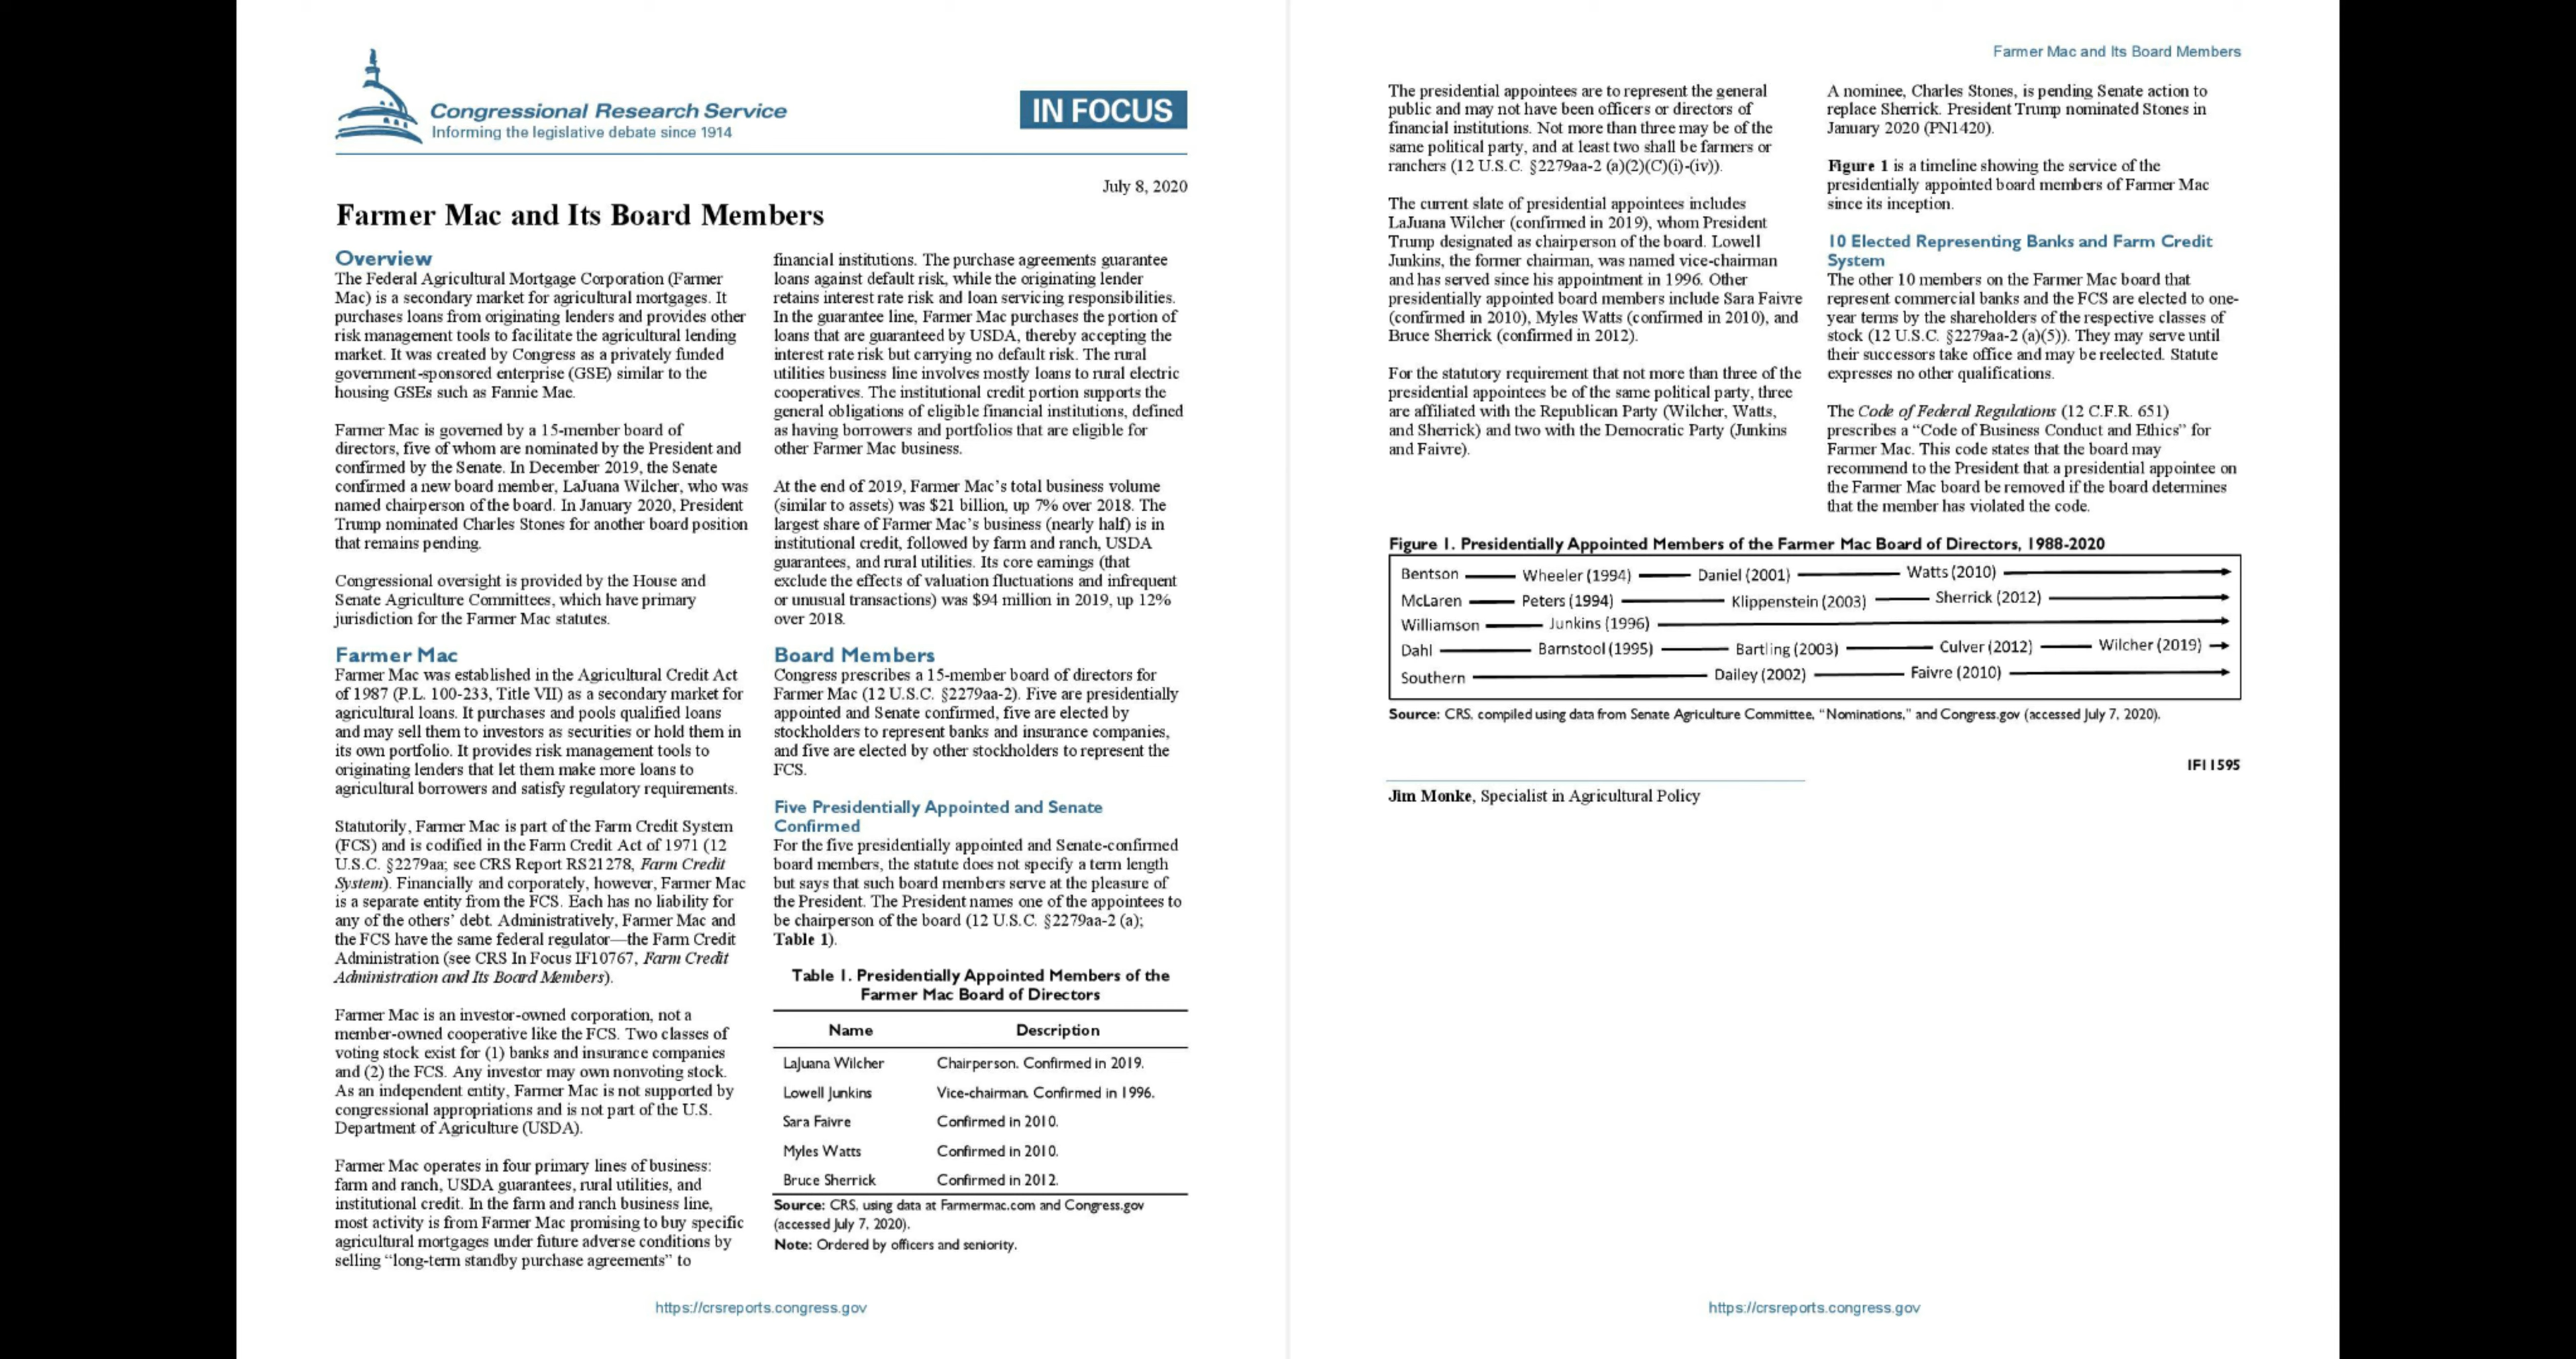 Congressional Research Service
Informing the legislative debate since 1914
IN FOCUS
July 8, 2020
Farmer Mac and Its Board Members
Overview
The Federal Agricultural Mortgage Corporation (Farmer
Mac) is a secondary market for agricultural mortgages. It
purchases loans from originating lenders and provides other
risk management tools to facilitate the agricultural lending
market. It was created by Congress as a privately funded
government-sponsored enterprise (GSE) similar to the
housing GSEs such as Fannie Mae.
Farmer Mac is governed by a 15-member board of
directors, five of whom are nominated by the President and
confirmed by the Senate. In December 2019, the Senate
confirmed a new board member, LaJuana Wilcher, who was
named chairperson of the board. In January 2020, President
Trump nominated Charles Stones for another board position
that remains pending.
Congressional oversight is provided by the House and
Senate Agriculture Committees, which have primary
jurisdiction for the Farmer Mac statutes.
Farmer Mac
Farmer Mac was established in the Agricultural Credit Act
of 1987 (P.L. 100-233, Title VII) as a secondary market for
agricultural loans. It purchases and pools qualified loans
and may sell them to investors as securities or hold them in
its own portfolio. It provides risk management tools to
originating lenders that let them make more loans to
agricultural borrowers and satisfy regulatory requirements.
Statutorily, Farmer Mac is part of the Farm Credit System
(FCS) and is codified in the Farm Credit Act of 1971 (12
U.S.C. §2279aa; see CRS Report RS21278, Farm Credit
System). Financially and corporately, however, Farmer Mac
is a separate entity from the FCS. Each has no liability for
any of the others' debt. Administratively, Farmer Mac and
the FCS have the same federal regulator—the Farm Credit
Administration (see CRS In Focus IF10767, Farm Credit
Administration and Its Board Members).
Farmer Mac is an investor-owned corporation, not a
member-owned cooperative like the FCS. Two classes of
voting stock exist for (1) banks and insurance companies
and (2) the FCS. Any investor may own nonvoting stock.
As an independent entity, Farmer Mac is not supported by
congressional appropriations and is not part of the U.S.
Department of Agriculture (USDA).
Farmer Mac operates in four primary lines of business:
farm and ranch, USDA guarantees, rural utilities, and
institutional credit. In the farm and ranch business line,
most activity is from Farmer Mac promising to buy specific
agricultural mortgages under future adverse conditions by
selling "long-term standby purchase agreements" to
financial institutions. The purchase agreements guarantee
loans against default risk, while the originating lender
retains interest rate risk and loan servicing responsibilities.
In the guarantee line, Farmer Mac purchases the portion of
loans that are guaranteed by USDA, thereby accepting the
interest rate risk but carrying no default risk. The rural
utilities business line involves mostly loans to rural electric
cooperatives. The institutional credit portion supports the
general obligations of eligible financial institutions, defined
as having borrowers and portfolios that are eligible for
other Farmer Mac business.
At the end of 2019, Farmer Mac's total business volume
(similar to assets) was $21 billion, up 7% over 2018. The
largest share of Farmer Mac's business (nearly half) is in
institutional credit, followed by farm and ranch, USDA
guarantees, and rural utilities. Its core earnings (that
exclude the effects of valuation fluctuations and infrequent
or unusual transactions) was $94 million in 2019, up 12%
over 2018.
Board Members
Congress prescribes a 15-member board of directors for
Farmer Mac (12 U.S.C. §2279aa-2). Five are presidentially
appointed and Senate confirmed, five are elected by
stockholders to represent banks and insurance companies,
and five are elected by other stockholders to represent the
FCS.
Five Presidentially Appointed and Senate
Confirmed
For the five presidentially appointed and Senate-confirmed
board members, the statute does not specify a term length
but says that such board members serve at the pleasure of
the President. The President names one of the appointees to
be chairperson of the board (12 U.S.C. §2279aa-2 (a);
Table 1).
Table 1. Presidentially Appointed Members of the
Farmer Mac Board of Directors
Name Description
LaJuana Wilcher Chairperson. Confirmed in 2019.
Lowell Junkins Vice-chairman. Confirmed in 1996.
Sara Faivre Confirmed in 2010.
Myles Watts Confirmed in 2010.
Bruce Sherrick Confirmed in 2012.
Source: CRS, using data at Farmermac.com and Congress.gov
(accessed July 7, 2020).
Note: Ordered by officers and seniority.
https://crsreports.congress.gov
Farmer Mac and Its Board Members
The presidential appointees are to represent the general
public and may not have been officers or directors of
financial institutions. Not more than three may be of the
same political party, and at least two shall be farmers or
ranchers (12 U.S.C. §2279aa-2 (a)(2)(C)(i)-(iv)).
The current slate of presidential appointees includes
LaJuana Wilcher (confirmed in 2019), whom President
Trump designated as chairperson of the board. Lowell
Junkins, the former chairman, was named vice-chairman
and has served since his appointment in 1996. Other
presidentially appointed board members include Sara Faivre
(confirmed in 2010), Myles Watts (confirmed in 2010), and
Bruce Sherrick (confirmed in 2012).
For the statutory requirement that not more than three of the
presidential appointees be of the same political party, three
are affiliated with the Republican Party (Wilcher, Watts,
and Sherrick) and two with the Democratic Party (Junkins
and Faivre).
A nominee, Charles Stones, is pending Senate action to
replace Sherrick. President Trump nominated Stones in
January 2020 (PN1420).
Figure 1 is a timeline showing the service of the
presidentially appointed board members of Farmer Mac
since its inception.
10 Elected Representing Banks and Farm Credit
System
The other 10 members on the Farmer Mac board that
represent commercial banks and the FCS are elected to one-
year terms by the shareholders of the respective classes of
stock (12 U.S.C. §2279aa-2 (a)(5)). They may serve until
their successors take office and may be reelected. Statute
expresses no other qualifications.
The Code of Federal Regulations (12 C.F.R. 651)
prescribes a "Code of Business Conduct and Ethics" for
Farmer Mac. This code states that the board may
recommend to the President that a presidential appointee on
the Farmer Mac board be removed if the board determines
that the member has violated the code.
Figure 1. Presidentially Appointed Members of the Farmer Mac Board of Directors, 1988-2020
Bentson Wheeler (1994) Daniel (2001) Watts (2010)
McLaren Peters (1994) Klippenstein (2003) Sherrick (2012)
Williamson Junkins (1996)
Dahl Barnstool (1995) Bartling (2003) Culver (2012) Wilcher (2019)
Southern Dailey (2002) Faivre (2010)
Source: CRS, compiled using data from Senate Agriculture Committee, "Nominations," and Congress.gov (accessed July 7, 2020).
IF11595
Jim Monke, Specialist in Agricultural Policy
https://crsreports.congress.gov